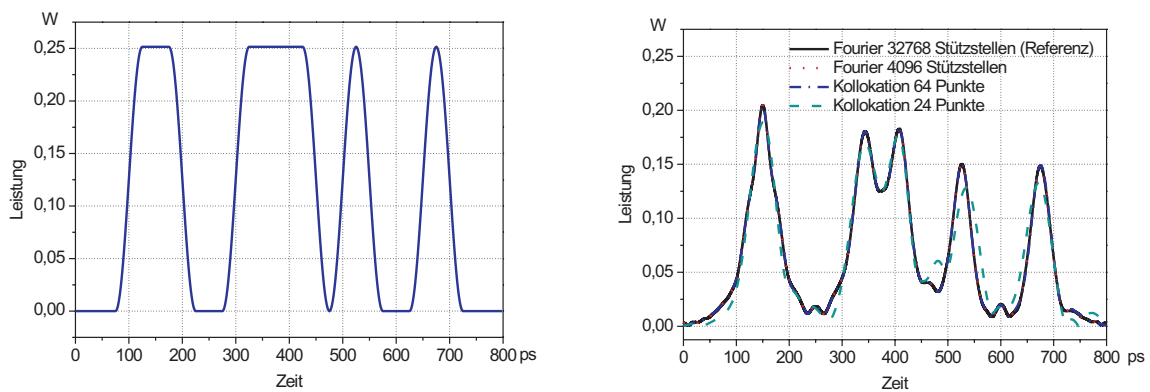 W
0,25
0,20
0,15
0,10
0,05
0,00
Leistung
0 100 200 300 400 500 600 700 800 ps
Zeit
W
0,25
0,20
0,15
0,10
0,05
0,00
Leistung
Fourier 32768 Stützstellen (Referenz)
Fourier 4096 Stützstellen
Kollokation 64 Punkte
Kollokation 24 Punkte
0 100 200 300 400 500 600 700 800 ps
Zeit